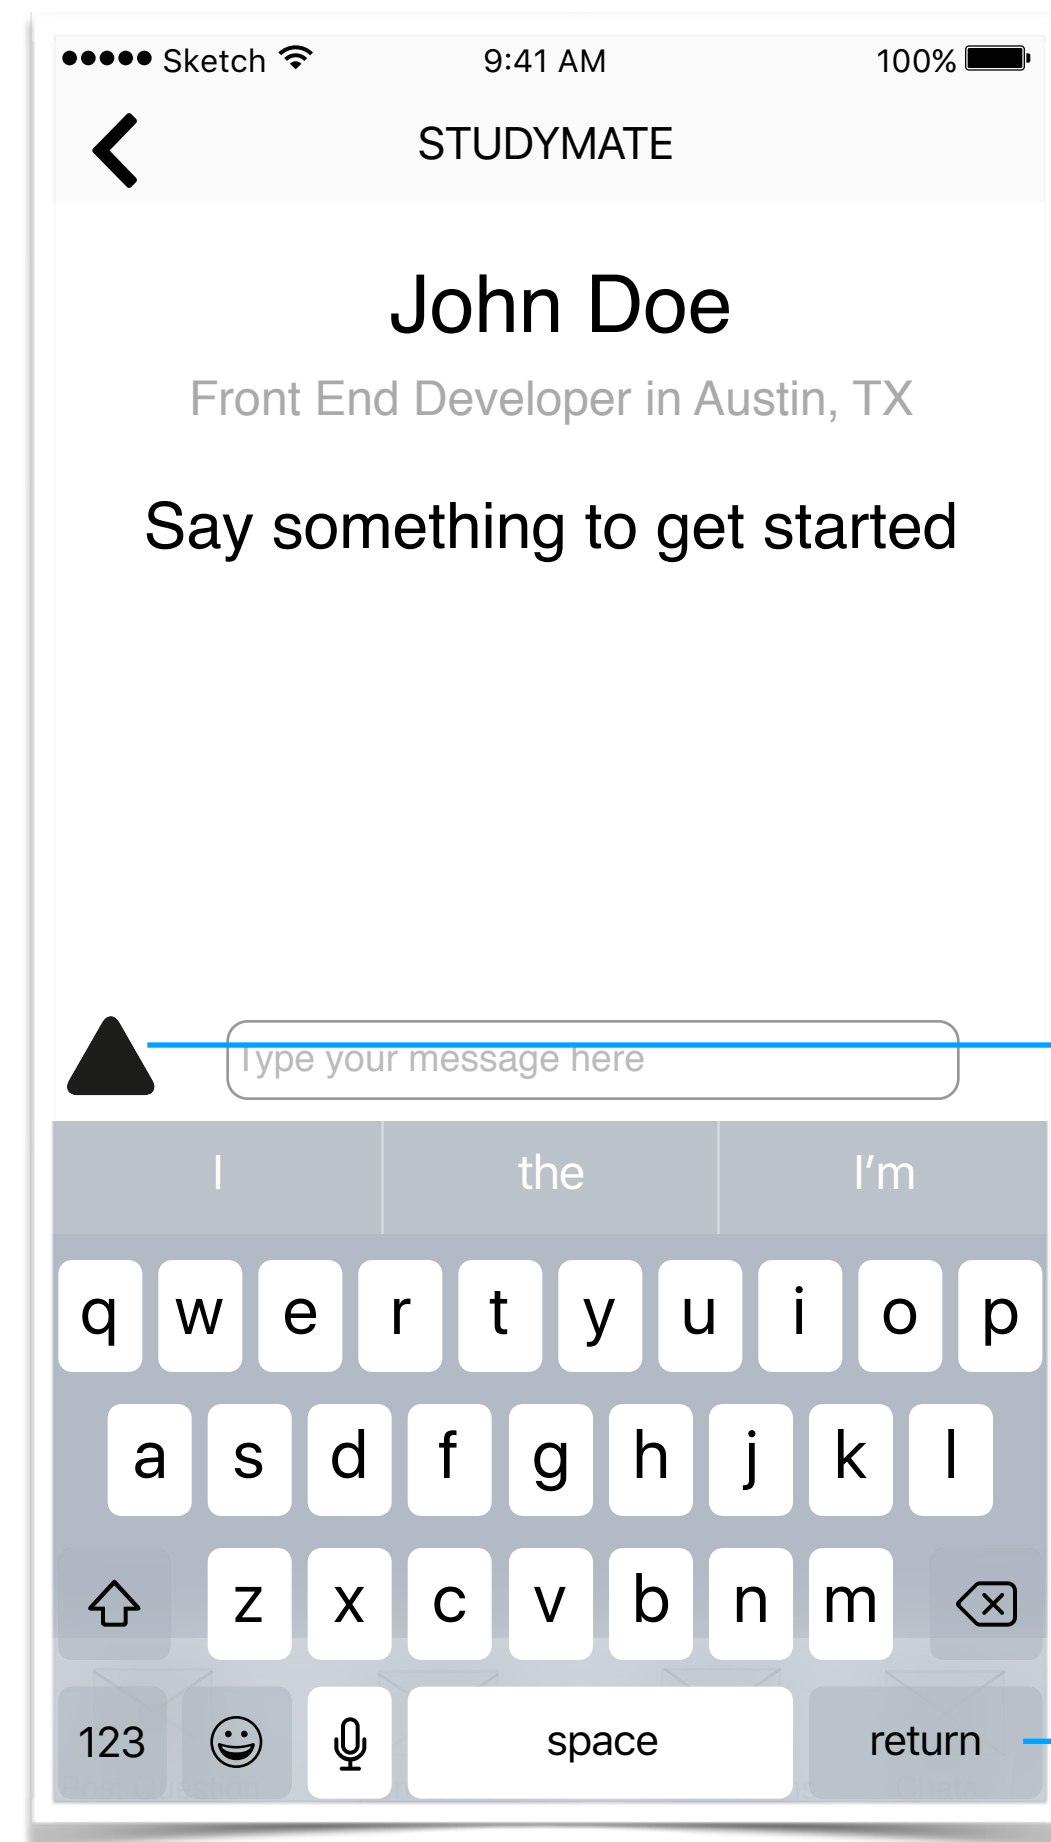 Sketch 9:41 AM 100%
STUDYMATE
John Doe
Front End Developer in Austin, TX
Say something to get started
Type your message here
I the I’m
q w e r t y u i o p
a s d f g h j k l
z x c v b n m
123 space return